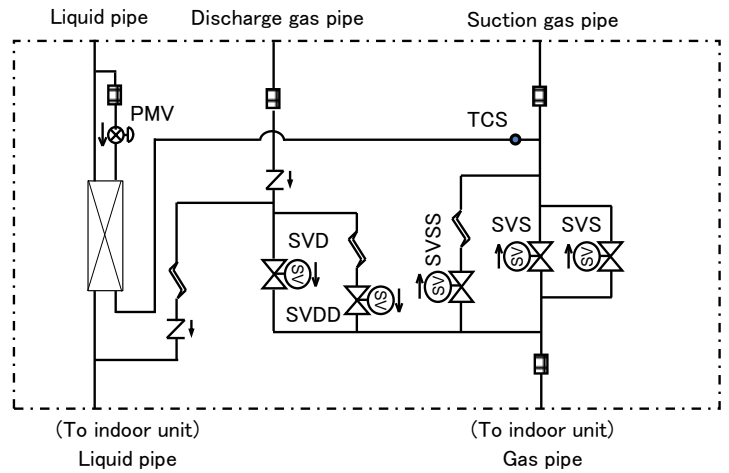 Liquid pipe
Discharge gas pipe
Suction gas pipe
PMV
TCS
SVSS
SVS
SVS
SVD
SV
SV
SV
SV
SV
SVDD
(To indoor unit)
Liquid pipe
(To indoor unit)
Gas pipe